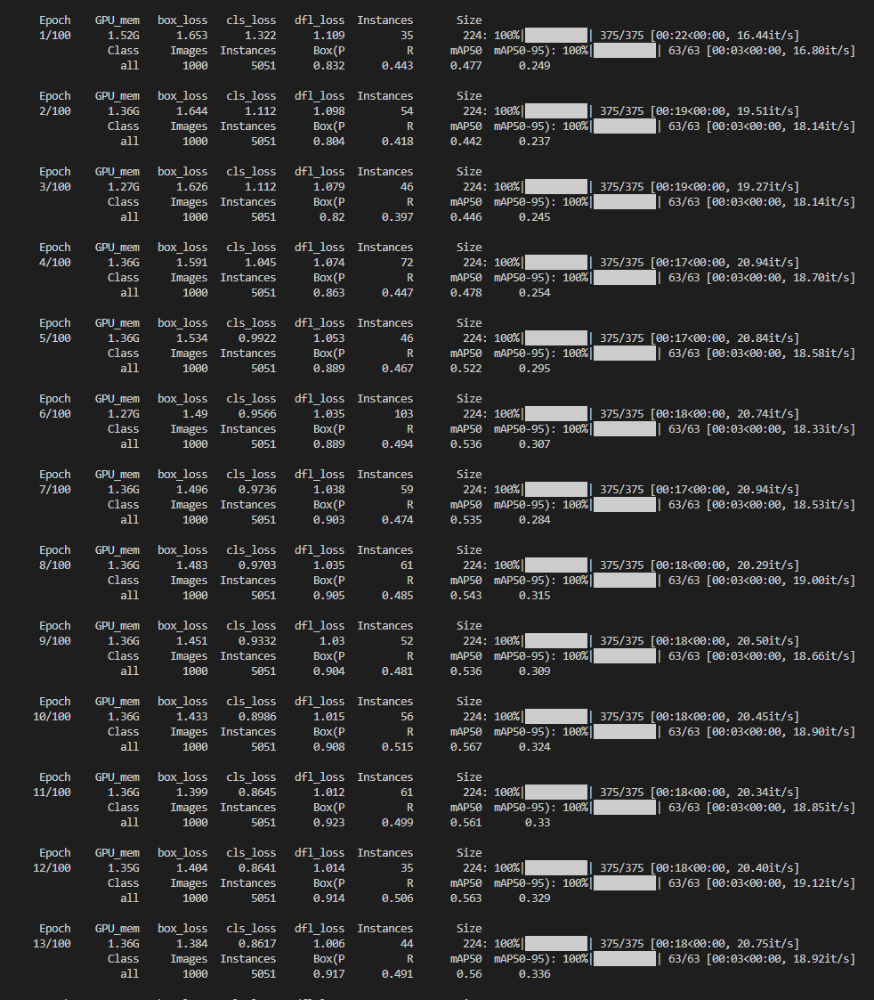 Epoch GPU_mem box_loss cls_loss dfl_loss Instances Size
1/100 1.52G 1.653 1.322 1.109 35 224: 100%|██████████| 375/375 [00:22<00:00, 16.44it/s]
Class Images Instances Box(P R mAP50 mAP50-95): 100%|██████████| 63/63 [00:03<00:00, 16.80it/s]
all 1000 5051 0.832 0.443 0.477 0.249
Epoch GPU_mem box_loss cls_loss dfl_loss Instances Size
2/100 1.36G 1.644 1.112 1.098 54 224: 100%|██████████| 375/375 [00:19<00:00, 19.51it/s]
Class Images Instances Box(P R mAP50 mAP50-95): 100%|██████████| 63/63 [00:03<00:00, 18.14it/s]
all 1000 5051 0.804 0.418 0.442 0.237
Epoch GPU_mem box_loss cls_loss dfl_loss Instances Size
3/100 1.27G 1.626 1.112 1.079 46 224: 100%|██████████| 375/375 [00:19<00:00, 19.27it/s]
Class Images Instances Box(P R mAP50 mAP50-95): 100%|██████████| 63/63 [00:03<00:00, 18.14it/s]
all 1000 5051 0.82 0.397 0.446 0.245
Epoch GPU_mem box_loss cls_loss dfl_loss Instances Size
4/100 1.36G 1.591 1.045 1.074 72 224: 100%|██████████| 375/375 [00:17<00:00, 20.94it/s]
Class Images Instances Box(P R mAP50 mAP50-95): 100%|██████████| 63/63 [00:03<00:00, 18.70it/s]
all 1000 5051 0.863 0.447 0.478 0.254
Epoch GPU_mem box_loss cls_loss dfl_loss Instances Size
5/100 1.36G 1.534 0.9922 1.053 46 224: 100%|██████████| 375/375 [00:17<00:00, 20.84it/s]
Class Images Instances Box(P R mAP50 mAP50-95): 100%|██████████| 63/63 [00:03<00:00, 18.58it/s]
all 1000 5051 0.889 0.467 0.522 0.295
Epoch GPU_mem box_loss cls_loss dfl_loss Instances Size
6/100 1.27G 1.49 0.9566 1.035 103 224: 100%|██████████| 375/375 [00:18<00:00, 20.74it/s]
Class Images Instances Box(P R mAP50 mAP50-95): 100%|██████████| 63/63 [00:03<00:00, 18.33it/s]
all 1000 5051 0.889 0.494 0.536 0.307
Epoch GPU_mem box_loss cls_loss dfl_loss Instances Size
7/100 1.36G 1.496 0.9736 1.038 59 224: 100%|██████████| 375/375 [00:17<00:00, 20.94it/s]
Class Images Instances Box(P R mAP50 mAP50-95): 100%|██████████| 63/63 [00:03<00:00, 18.53it/s]
all 1000 5051 0.903 0.474 0.535 0.284
Epoch GPU_mem box_loss cls_loss dfl_loss Instances Size
8/100 1.36G 1.483 0.9703 1.035 61 224: 100%|██████████| 375/375 [00:18<00:00, 20.29it/s]
Class Images Instances Box(P R mAP50 mAP50-95): 100%|██████████| 63/63 [00:03<00:00, 19.00it/s]
all 1000 5051 0.905 0.485 0.543 0.315
Epoch GPU_mem box_loss cls_loss dfl_loss Instances Size
9/100 1.36G 1.451 0.9332 1.03 52 224: 100%|██████████| 375/375 [00:18<00:00, 20.50it/s]
Class Images Instances Box(P R mAP50 mAP50-95): 100%|██████████| 63/63 [00:03<00:00, 18.66it/s]
all 1000 5051 0.904 0.481 0.536 0.309
Epoch GPU_mem box_loss cls_loss dfl_loss Instances Size
10/100 1.36G 1.433 0.8986 1.015 56 224: 100%|██████████| 375/375 [00:18<00:00, 20.45it/s]
Class Images Instances Box(P R mAP50 mAP50-95): 100%|██████████| 63/63 [00:03<00:00, 18.90it/s]
all 1000 5051 0.908 0.515 0.567 0.324
Epoch GPU_mem box_loss cls_loss dfl_loss Instances Size
11/100 1.36G 1.399 0.8645 1.012 61 224: 100%|██████████| 375/375 [00:18<00:00, 20.34it/s]
Class Images Instances Box(P R mAP50 mAP50-95): 100%|██████████| 63/63 [00:03<00:00, 18.85it/s]
all 1000 5051 0.923 0.499 0.561 0.33
Epoch GPU_mem box_loss cls_loss dfl_loss Instances Size
12/100 1.35G 1.404 0.8641 1.014 35 224: 100%|██████████| 375/375 [00:18<00:00, 20.40it/s]
Class Images Instances Box(P R mAP50 mAP50-95): 100%|██████████| 63/63 [00:03<00:00, 19.12it/s]
all 1000 5051 0.914 0.506 0.563 0.329
Epoch GPU_mem box_loss cls_loss dfl_loss Instances Size
13/100 1.36G 1.384 0.8617 1.006 44 224: 100%|██████████| 375/375 [00:18<00:00, 20.75it/s]
Class Images Instances Box(P R mAP50 mAP50-95): 100%|██████████| 63/63 [00:03<00:00, 18.92it/s]
all 1000 5051 0.917 0.491 0.56 0.336